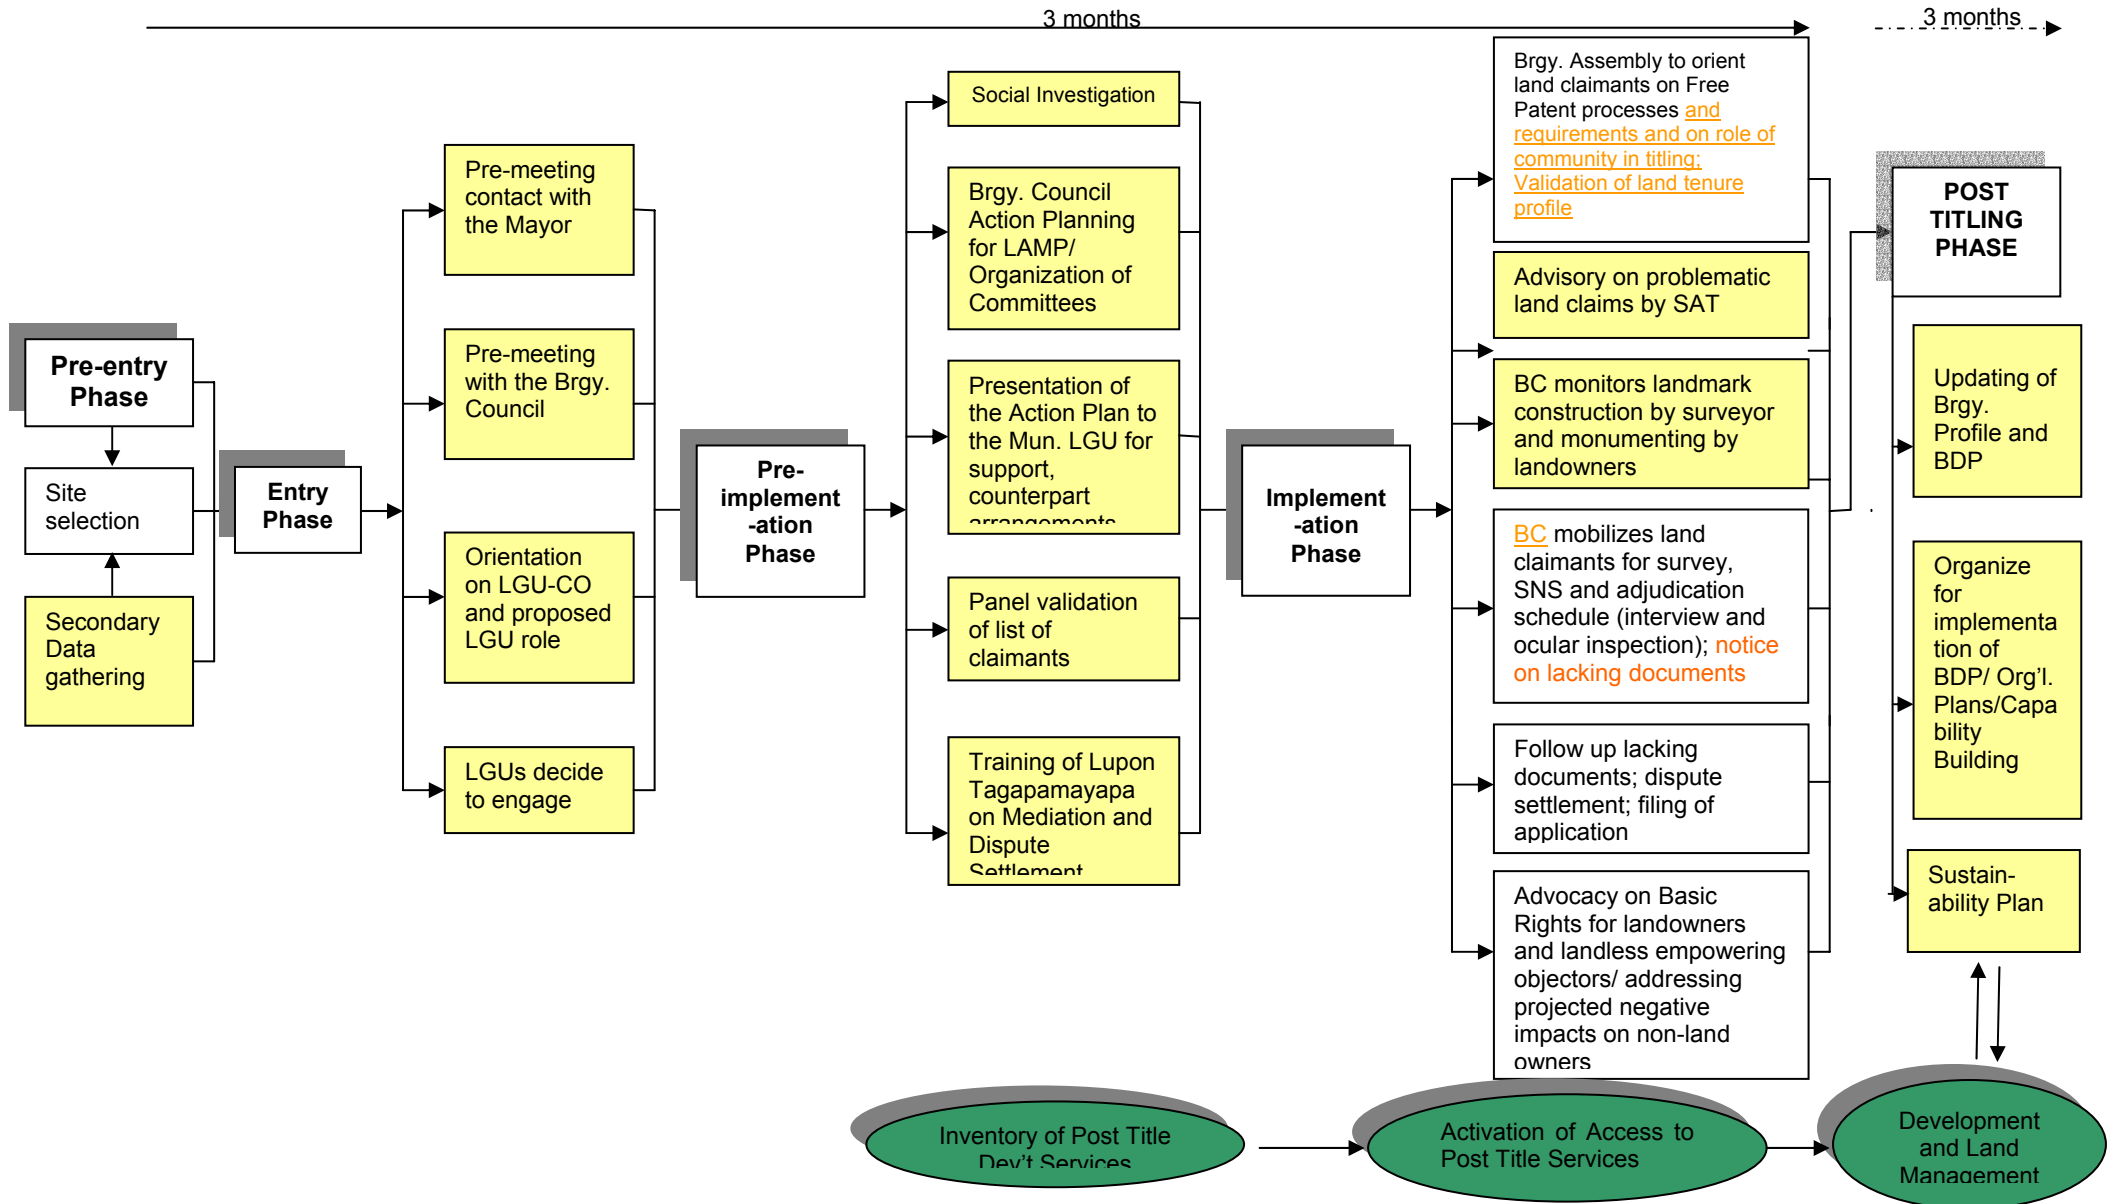 3 months
3 months
Pre-entry
Phase
Site
selection
Secondary
Data
gathering
Entry
Phase
Pre-meeting
contact with
the Mayor
Pre-meeting
with the Brgy.
Council
Orientation
on LGU-CO
and proposed
LGU role
LGUs decide
to engage
Pre-
implement
-ation
Phase
Social Investigation
Brgy. Council
Action Planning
for LAMP/
Organization of
Committees
Presentation of
the Action Plan to
the Mun. LGU for
support,
counterpart
arrangements
Panel validation
of list of
claimants
Training of Lupon
Tagapamayapa
on Mediation and
Dispute
Settlement
Implement
-ation
Phase
Brgy. Assembly to orient
land claimants on Free
Patent processes and
requirements and on role of
community in titling;
Validation of land tenure
profile
Advisory on problematic
land claims by SAT
BC monitors landmark
construction by surveyor
and monumenting by
landowners
BC mobilizes land
claimants for survey,
SNS and adjudication
schedule (interview and
ocular inspection); notice
on lacking documents
Follow up lacking
documents; dispute
settlement; filing of
application
Advocacy on Basic
Rights for landowners
and landless empowering
objectors/ addressing
projected negative
impacts on non-land
owners
POST
TITLING
PHASE
Updating of
Brgy.
Profile and
BDP
Organize
for
implementa
tion of
BDP/ Org'l.
Plans/Capa
bility
Building
Sustain-
ability Plan
Inventory of Post Title
Dev't Services
Activation of Access to
Post Title Services
Development
and Land
Management